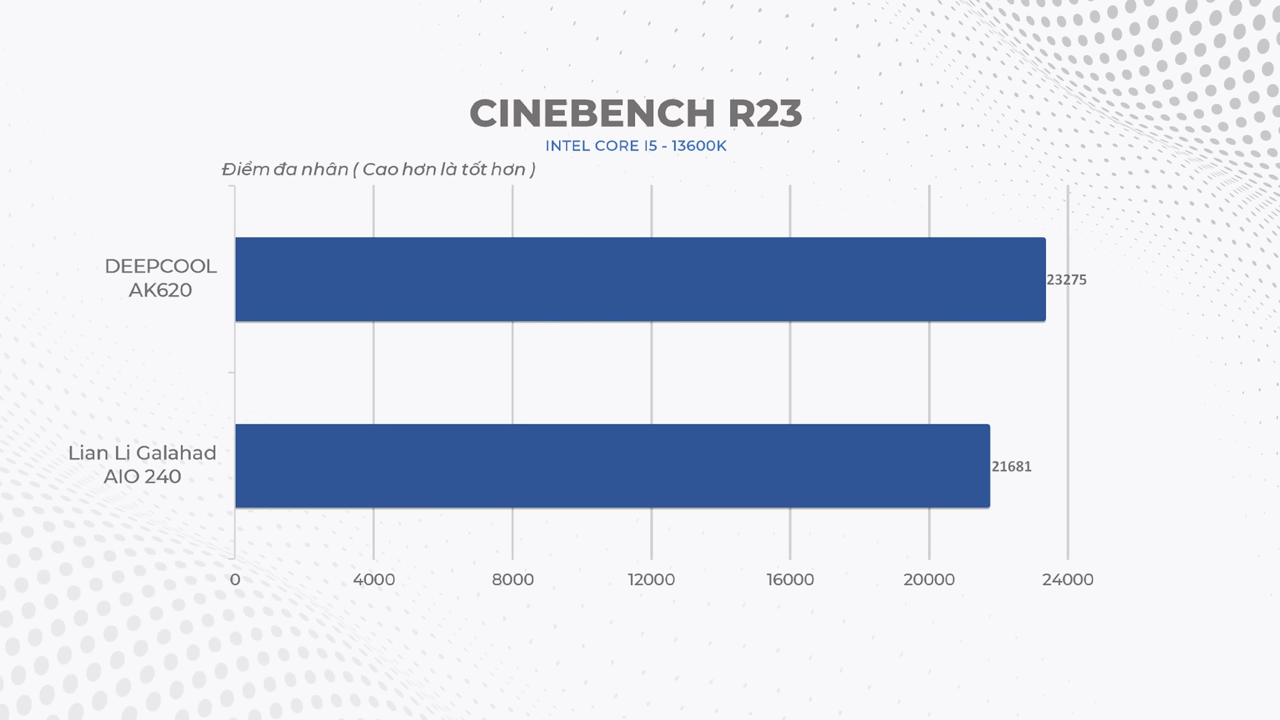 CINEBENCH R23
INTEL CORE I5 - 13600K
Điểm đa nhân ( Cao hơn là tốt hơn )
DEEPCOOL
AK620
23275
Lian Li Galahad
AIO 240
21681
0 4000 8000 12000 16000 20000 24000